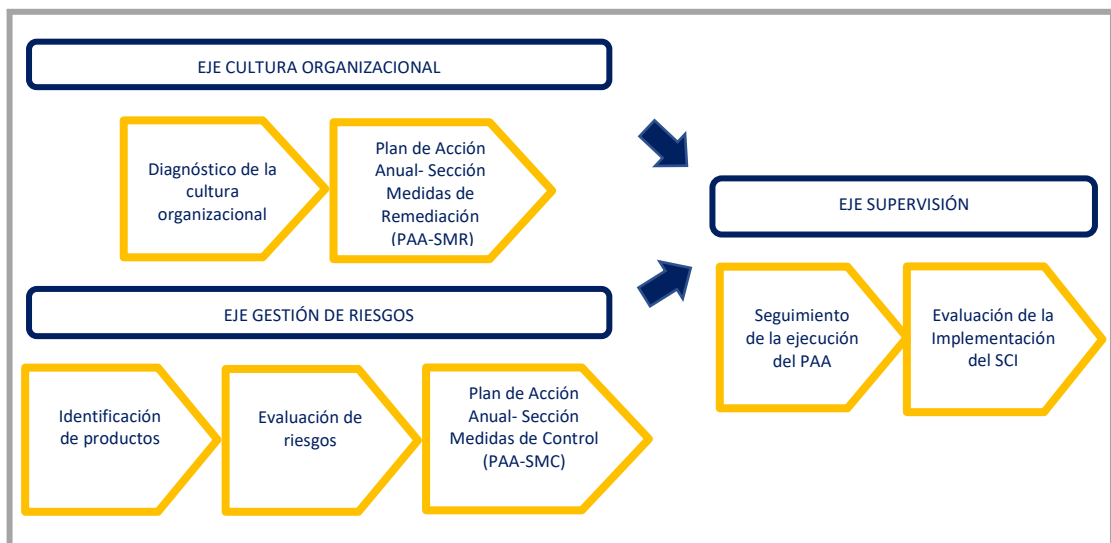 EJE CULTURA ORGANIZACIONAL
Diagnóstico de la
cultura
organizacional
Plan de Acción
Anual- Sección
Medidas de
Remediación
(PAA-SMR)
EJE GESTIÓN DE RIESGOS
Identificación
de productos
Evaluación de
riesgos
Plan de Acción
Anual- Sección
Medidas de Control
(PAA-SMC)
EJE SUPERVISIÓN
Seguimiento
de la ejecución
del PAA
Evaluación de la
Implementación
del SCI